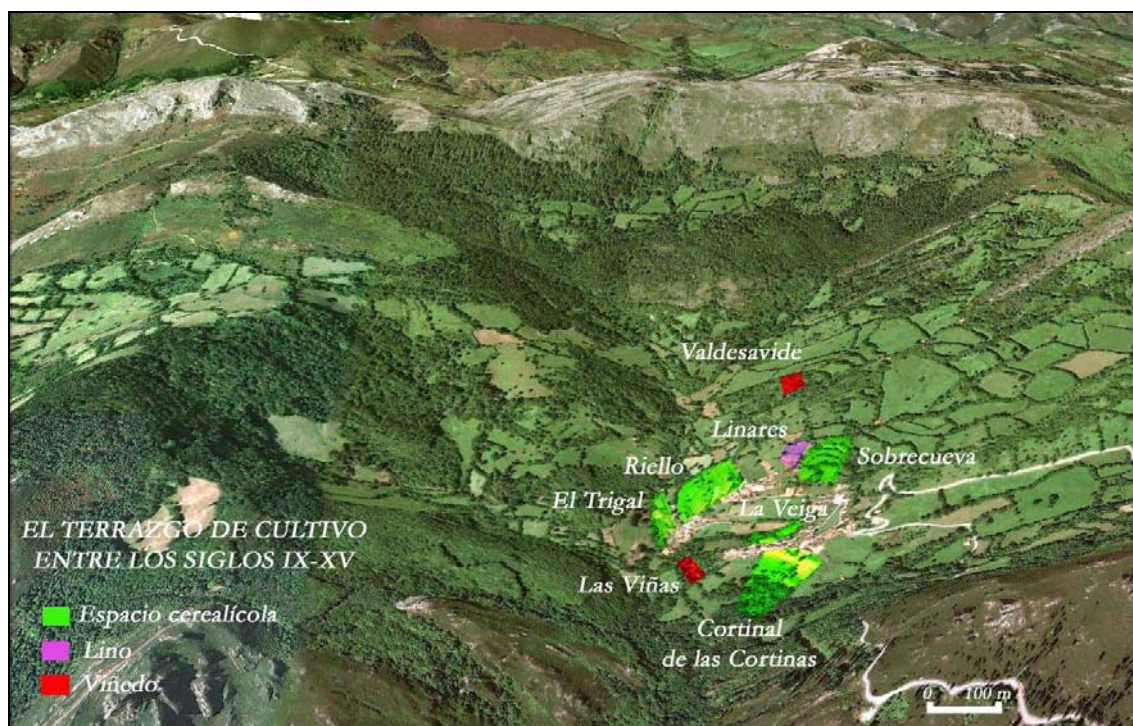 Valdesavide
Linares
Sobrecueva
Riello
El Trigal
La Veiga
EL TERRAZGO DE CULTIVO
ENTRE LOS SIGLOS IX-XV
Las Viñas
Espacio cerealícola
Cortinal
de las Cortinas
Lino
Viñedo
0 100 m